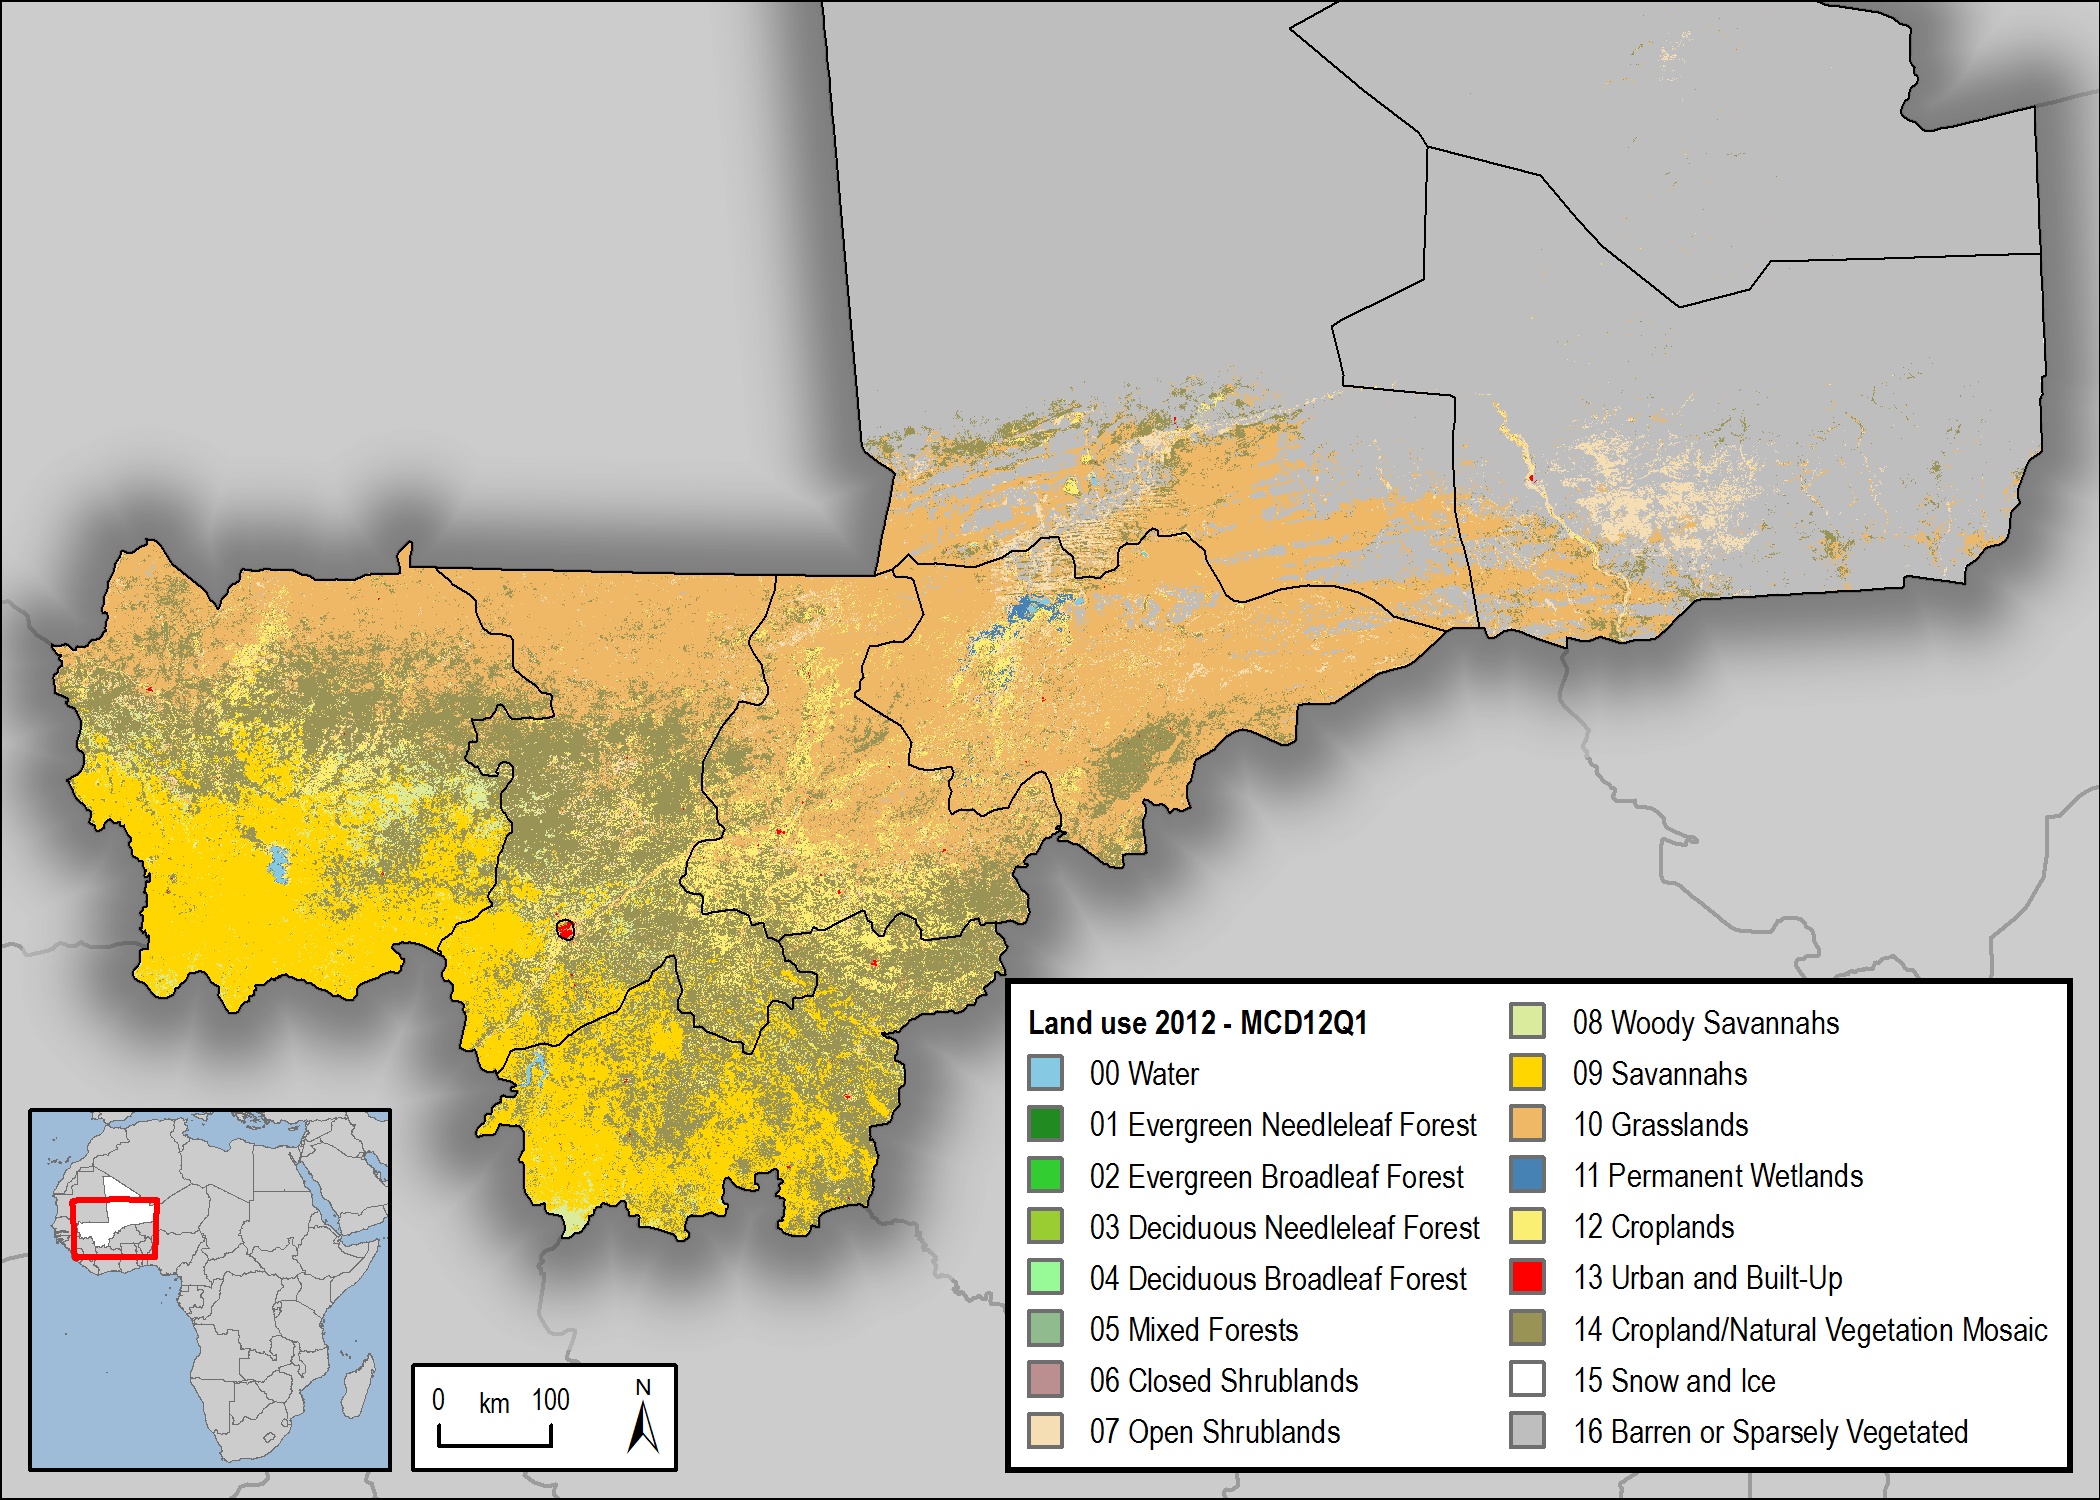 Land use 2012 - MCD12Q1
00 Water
01 Evergreen Needleleaf Forest
02 Evergreen Broadleaf Forest
03 Deciduous Needleleaf Forest
04 Deciduous Broadleaf Forest
05 Mixed Forests
06 Closed Shrublands
07 Open Shrublands
08 Woody Savannahs
09 Savannahs
10 Grasslands
11 Permanent Wetlands
12 Croplands
13 Urban and Built-Up
14 Cropland/Natural Vegetation Mosaic
15 Snow and Ice
16 Barren or Sparsely Vegetated
0 km 100
N